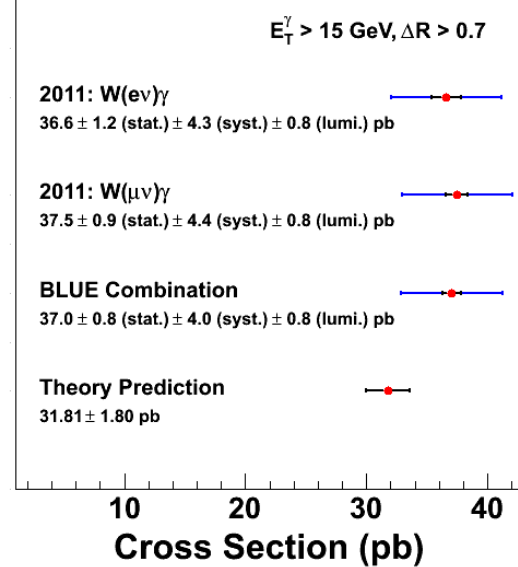 E_T^γ > 15 GeV, ΔR > 0.7
2011: W(eν)γ
36.6 ± 1.2 (stat.) ± 4.3 (syst.) ± 0.8 (lumi.) pb
2011: W(μν)γ
37.5 ± 0.9 (stat.) ± 4.4 (syst.) ± 0.8 (lumi.) pb
BLUE Combination
37.0 ± 0.8 (stat.) ± 4.0 (syst.) ± 0.8 (lumi.) pb
Theory Prediction
31.81 ± 1.80 pb
10 20 30 40
Cross Section (pb)